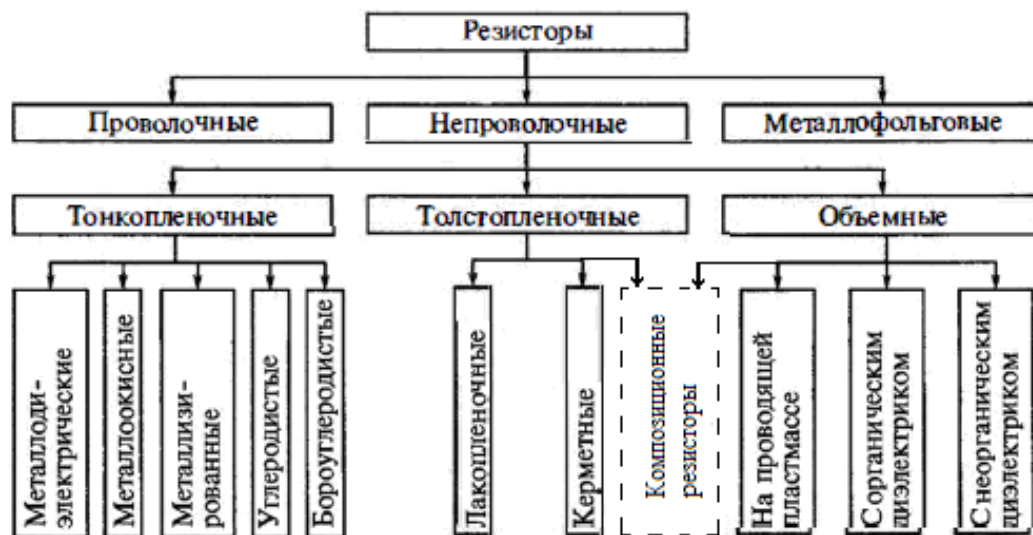 Резисторы
Проволочные
Непроволочные
Металлофольговые
Тонкопленочные
Толстопленочные
Объемные
Металлоди-
электрические
Металлоокисные
Металлизи-
рованные
Углеродистые
Бороуглеродистые
Лакопленочные
Керметные
Композиционные
резисторы
На проводящей
пластмассе
С органическим
диэлектриком
С неорганическим
диэлектриком